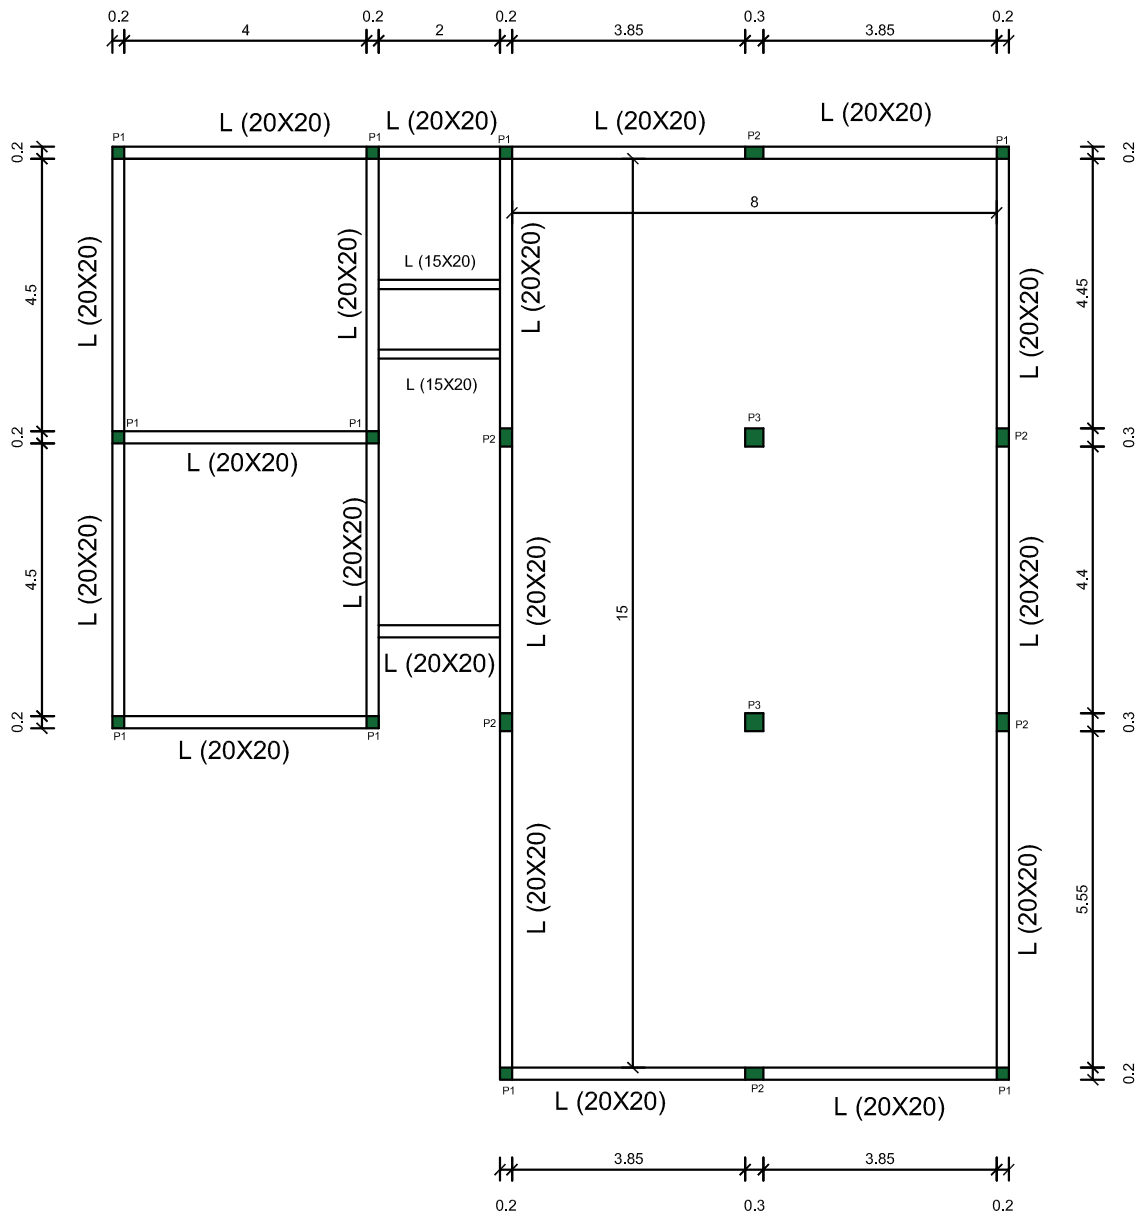 0.2 0.2 0.2 0.3 0.2
4 2 3.85 3.85
L (20X20) L (20X20) L (20X20) L (20X20)
P1 P1 P1 P2 P1
0.2 0.2
8
L (20X20) L (20X20) L (20X20) L (20X20)
L (15X20)
4.5 4.45
L (15X20)
P1 P1 P2 P3 P2
0.2 0.3
L (20X20)
L (20X20) L (20X20) L (20X20) L (20X20)
4.5 15 4.4
L (20X20)
P3
0.2 P2 P2 0.3
P1 P1
L (20X20)
L (20X20) L (20X20)
5.55
0.2
P1 P2 P1
L (20X20) L (20X20)
3.85 3.85
0.2 0.3 0.2